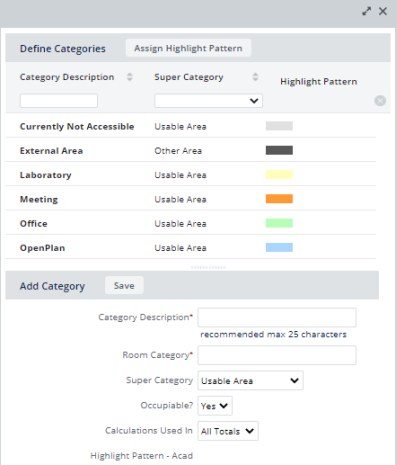 Define Categories Assign Highlight Pattern
Category Description Super Category Highlight Pattern
Currently Not Accessible Usable Area
External Area Other Area
Laboratory Usable Area
Meeting Usable Area
Office Usable Area
OpenPlan Usable Area
Add Category Save
Category Description*
recommended max 25 characters
Room Category*
Super Category Usable Area
Occupiable? Yes
Calculations Used In All Totals
Highlight Pattern - Acad